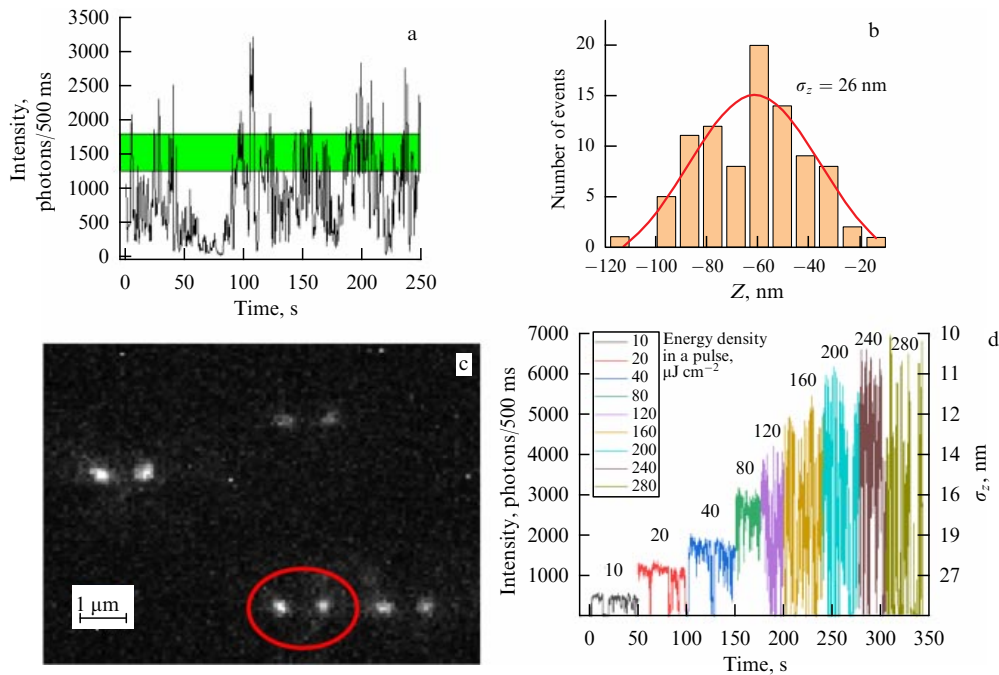 a
Intensity,
photons/500 ms
3500
3000
2500
2000
1500
1000
500
0
0 50 100 150 200 250
Time, s
b
Number of events
20
15
10
5
0
σz = 26 nm
−120 −100 −80 −60 −40 −20
Z, nm
c
1 μm
d
Intensity, photons/500 ms
7000
6000
5000
4000
3000
2000
1000
10
20
40
80
120
160
200
240
280
Energy density
in a pulse,
μJ cm−2
10
20
40
80
120
160
200
240
280
10
11
12
14
16
19
27
σz, nm
0 50 100 150 200 250 300 350
Time, s